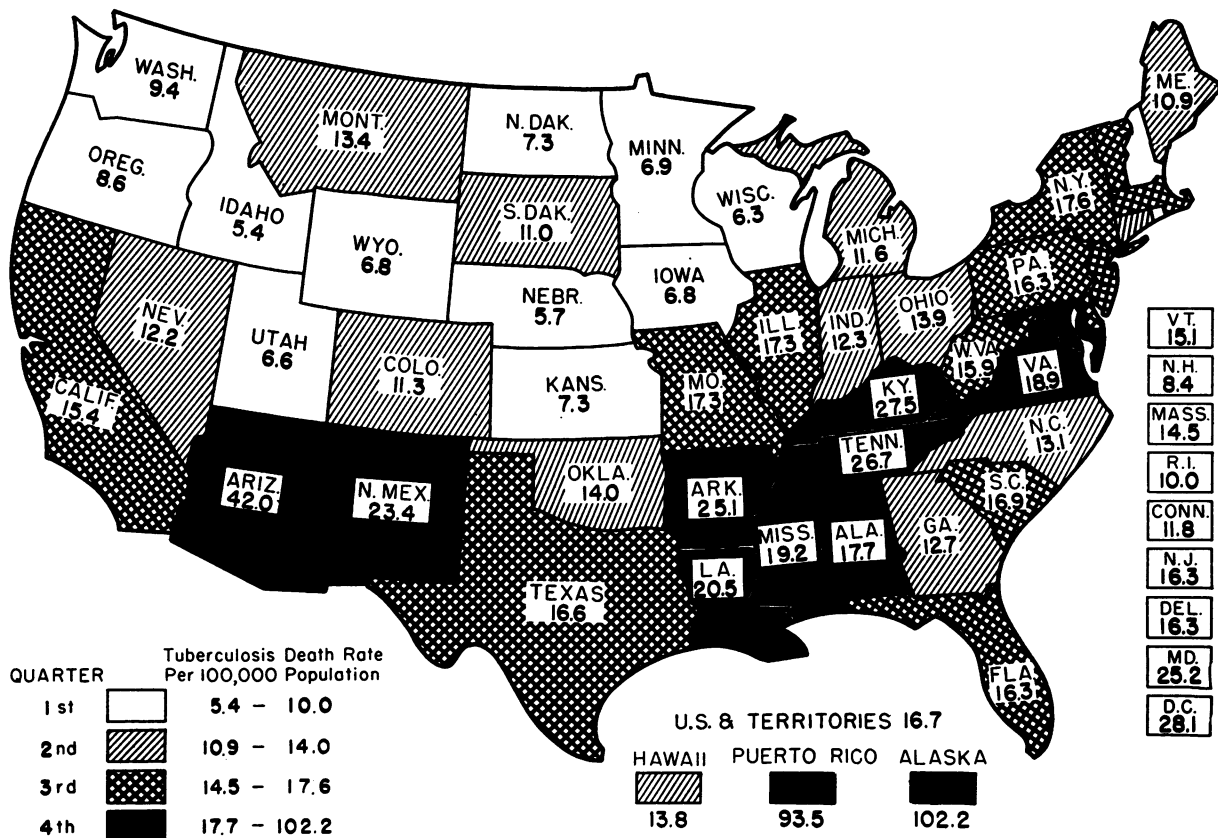 WASH.
9.4
MONT.
13.4
N. DAK.
7.3
MINN.
6.9
ME.
10.9
OREG.
8.6
IDAHO
5.4
WYO.
6.8
S. DAK.
11.0
WISC.
6.3
MICH.
11.6
N.Y.
17.6
NEV.
12.2
UTAH
6.6
COLO.
11.3
NEBR.
5.7
IOWA
6.8
ILL.
17.3
IND.
12.3
OHIO
13.9
PA.
16.3
CALIF.
15.4
KANS.
7.3
MO.
17.3
KY.
27.5
W.VA.
15.9
VA.
18.9
ARIZ.
42.0
N. MEX.
23.4
OKLA.
14.0
ARK.
25.1
TENN.
26.7
N.C.
13.1
S.C.
16.9
TEXAS
16.6
LA.
20.5
MISS.
19.2
ALA.
17.7
GA.
12.7
FLA.
16.3
VT.
15.1
N.H.
8.4
MASS.
14.5
R.I.
10.0
CONN.
11.8
N.J.
16.3
DEL.
16.3
MD.
25.2
D.C.
28.1
QUARTER
Tuberculosis Death Rate
Per 100,000 Population
1st 5.4 - 10.0
2nd 10.9 - 14.0
3rd 14.5 - 17.6
4th 17.7 - 102.2
U.S. & TERRITORIES 16.7
HAWAII PUERTO RICO ALASKA
13.8 93.5 102.2